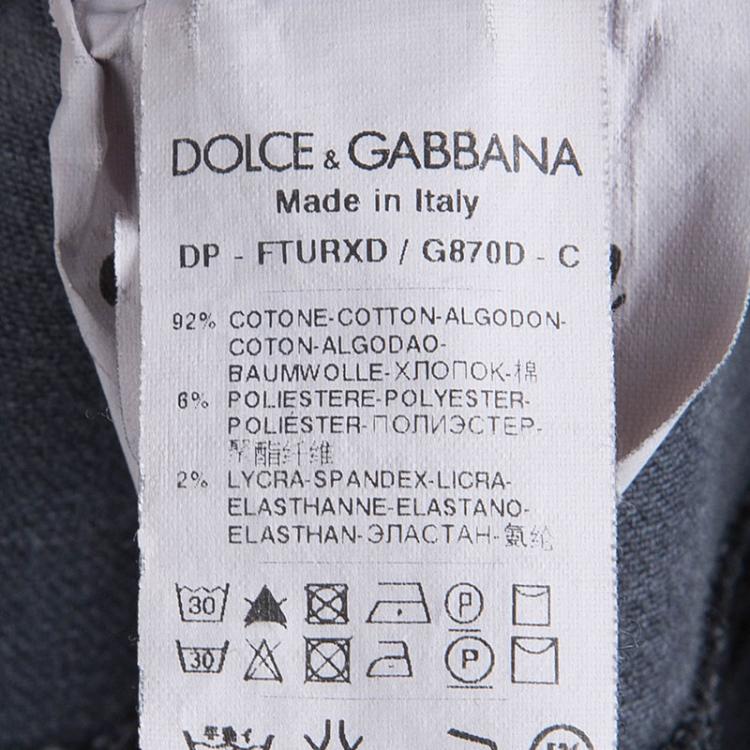 DOLCE & GABBANA
Made in Italy
DP - FTURXD / G870D - C
92% COTONE-COTTON-ALGODON-
COTON-ALGODAO-
BAUMWOLLE-ХЛОПОК-棉
6% POLIESTERE-POLYESTER-
POLIÉSTER-ПОЛИЭСТЕР-
聚酯纤维
2% LYCRA-SPANDEX-LICRA-
ELASTHANNE-ELASTANO-
ELASTHAN-ЭЛАСТАН-氨纶
30 P
30 P